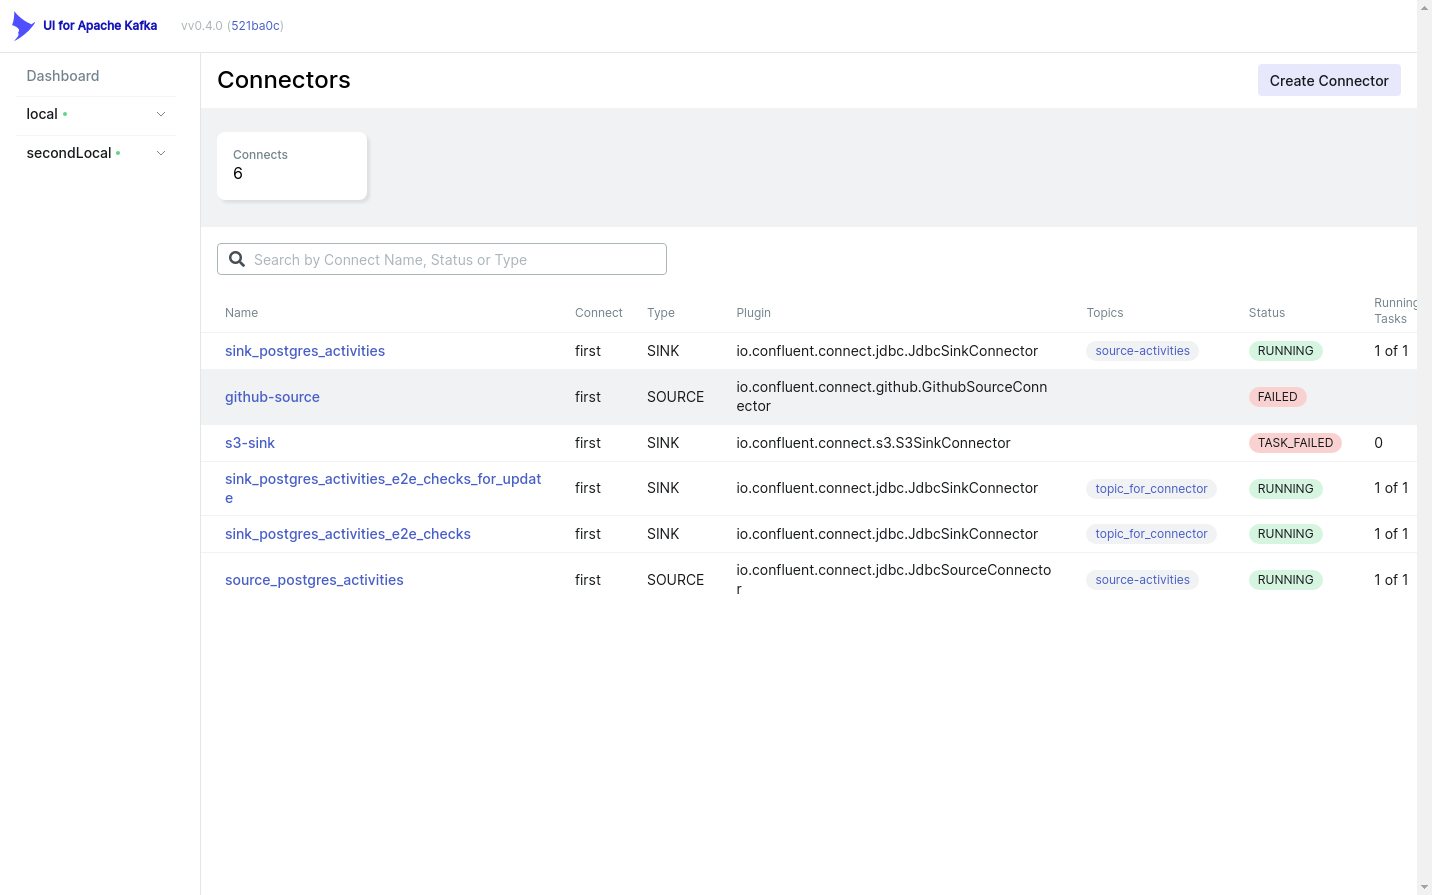 UI for Apache Kafka
vv0.4.0 (521ba0c)
Dashboard
local
secondLocal
Connectors
Create Connector
Connects
6
Search by Connect Name, Status or Type
Name Connect Type Plugin Topics Status Running Tasks
sink_postgres_activities first SINK io.confluent.connect.jdbc.JdbcSinkConnector source-activities RUNNING 1 of 1
github-source first SOURCE io.confluent.connect.github.GithubSourceConn
ector FAILED
s3-sink first SINK io.confluent.connect.s3.S3SinkConnector TASK_FAILED 0
sink_postgres_activities_e2e_checks_for_updat
e first SINK io.confluent.connect.jdbc.JdbcSinkConnector topic_for_connector RUNNING 1 of 1
sink_postgres_activities_e2e_checks first SINK io.confluent.connect.jdbc.JdbcSinkConnector topic_for_connector RUNNING 1 of 1
source_postgres_activities first SOURCE io.confluent.connect.jdbc.JdbcSourceConnecto
r source-activities RUNNING 1 of 1